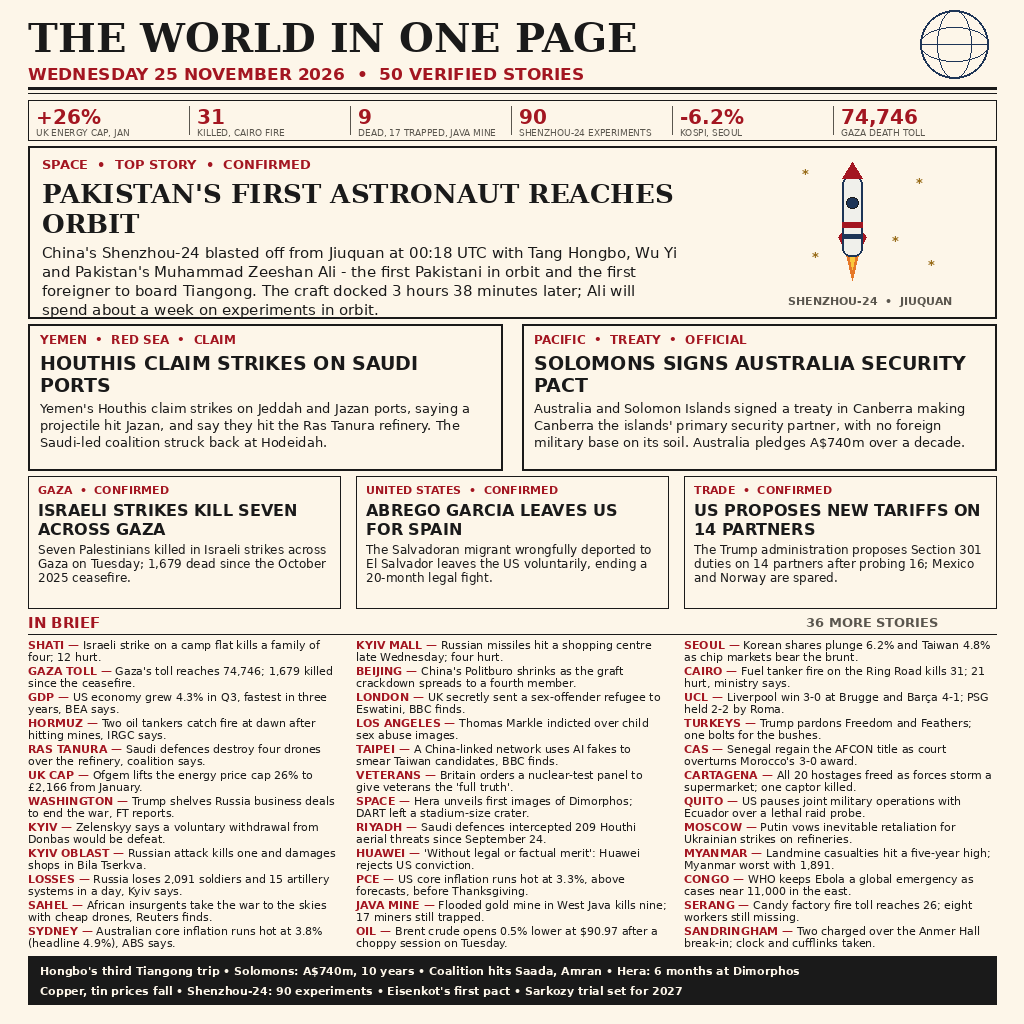 THE WORLD IN ONE PAGE
WEDNESDAY 25 NOVEMBER 2026 • 50 VERIFIED STORIES
+26%
UK ENERGY CAP, JAN
31
KILLED, CAIRO FIRE
9
DEAD, 17 TRAPPED, JAVA MINE
90
SHENZHOU-24 EXPERIMENTS
-6.2%
KOSPI, SEOUL
74,746
GAZA DEATH TOLL
SPACE • TOP STORY • CONFIRMED
PAKISTAN'S FIRST ASTRONAUT REACHES
ORBIT
China's Shenzhou-24 blasted off from Jiuquan at 00:18 UTC with Tang Hongbo, Wu Yi
and Pakistan's Muhammad Zeeshan Ali - the first Pakistani in orbit and the first
foreigner to board Tiangong. The craft docked 3 hours 38 minutes later; Ali will
spend about a week on experiments in orbit.
SHENZHOU-24 • JIUQUAN
YEMEN • RED SEA • CLAIM
HOUTHIS CLAIM STRIKES ON SAUDI
PORTS
Yemen's Houthis claim strikes on Jeddah and Jazan ports, saying a
projectile hit Jazan, and say they hit the Ras Tanura refinery. The
Saudi-led coalition struck back at Hodeidah.
PACIFIC • TREATY • OFFICIAL
SOLOMONS SIGNS AUSTRALIA SECURITY
PACT
Australia and Solomon Islands signed a treaty in Canberra making
Canberra the islands' primary security partner, with no foreign
military base on its soil. Australia pledges A$740m over a decade.
GAZA • CONFIRMED
ISRAELI STRIKES KILL SEVEN
ACROSS GAZA
Seven Palestinians killed in Israeli strikes across
Gaza on Tuesday; 1,679 dead since the October
2025 ceasefire.
UNITED STATES • CONFIRMED
ABREGO GARCIA LEAVES US
FOR SPAIN
The Salvadoran migrant wrongfully deported to
El Salvador leaves the US voluntarily, ending a
20-month legal fight.
TRADE • CONFIRMED
US PROPOSES NEW TARIFFS ON
14 PARTNERS
The Trump administration proposes Section 301
duties on 14 partners after probing 16; Mexico
and Norway are spared.
IN BRIEF
36 MORE STORIES
SHATI — Israeli strike on a camp flat kills a family of
four; 12 hurt.
GAZA TOLL — Gaza's toll reaches 74,746; 1,679 killed
since the ceasefire.
GDP — US economy grew 4.3% in Q3, fastest in three
years, BEA says.
HORMUZ — Two oil tankers catch fire at dawn after
hitting mines, IRGC says.
RAS TANURA — Saudi defences destroy four drones
over the refinery, coalition says.
UK CAP — Ofgem lifts the energy price cap 26% to
£2,166 from January.
WASHINGTON — Trump shelves Russia business deals
to end the war, FT reports.
KYIV — Zelenskyy says a voluntary withdrawal from
Donbas would be defeat.
KYIV OBLAST — Russian attack kills one and damages
shops in Bila Tserkva.
LOSSES — Russia loses 2,091 soldiers and 15 artillery
systems in a day, Kyiv says.
SAHEL — African insurgents take the war to the skies
with cheap drones, Reuters finds.
SYDNEY — Australian core inflation runs hot at 3.8%
(headline 4.9%), ABS says.
KYIV MALL — Russian missiles hit a shopping centre
late Wednesday; four hurt.
BEIJING — China's Politburo shrinks as the graft
crackdown spreads to a fourth member.
LONDON — UK secretly sent a sex-offender refugee to
Eswatini, BBC finds.
LOS ANGELES — Thomas Markle indicted over child
sex abuse images.
TAIPEI — A China-linked network uses AI fakes to
smear Taiwan candidates, BBC finds.
VETERANS — Britain orders a nuclear-test panel to
give veterans the 'full truth'.
SPACE — Hera unveils first images of Dimorphos;
DART left a stadium-size crater.
RIYADH — Saudi defences intercepted 209 Houthi
aerial threats since September 24.
HUAWEI — 'Without legal or factual merit': Huawei
rejects US conviction.
PCE — US core inflation runs hot at 3.3%, above
forecasts, before Thanksgiving.
JAVA MINE — Flooded gold mine in West Java kills nine;
17 miners still trapped.
OIL — Brent crude opens 0.5% lower at $90.97 after a
choppy session on Tuesday.
SEOUL — Korean shares plunge 6.2% and Taiwan 4.8%
as chip markets bear the brunt.
CAIRO — Fuel tanker fire on the Ring Road kills 31; 21
hurt, ministry says.
UCL — Liverpool win 3-0 at Brugge and Barça 4-1; PSG
held 2-2 by Roma.
TURKEYS — Trump pardons Freedom and Feathers;
one bolts for the bushes.
CAS — Senegal regain the AFCON title as court
overturns Morocco's 3-0 award.
CARTAGENA — All 20 hostages freed as forces storm a
supermarket; one captor killed.
QUITO — US pauses joint military operations with
Ecuador over a lethal raid probe.
MOSCOW — Putin vows inevitable retaliation for
Ukrainian strikes on refineries.
MYANMAR — Landmine casualties hit a five-year high;
Myanmar worst with 1,891.
CONGO — WHO keeps Ebola a global emergency as
cases near 11,000 in the east.
SERANG — Candy factory fire toll reaches 26; eight
workers still missing.
SANDRINGHAM — Two charged over the Anmer Hall
break-in; clock and cufflinks taken.
Hongbo's third Tiangong trip • Solomons: A$740m, 10 years • Coalition hits Saada, Amran • Hera: 6 months at Dimorphos
Copper, tin prices fall • Shenzhou-24: 90 experiments • Eisenkot's first pact • Sarkozy trial set for 2027